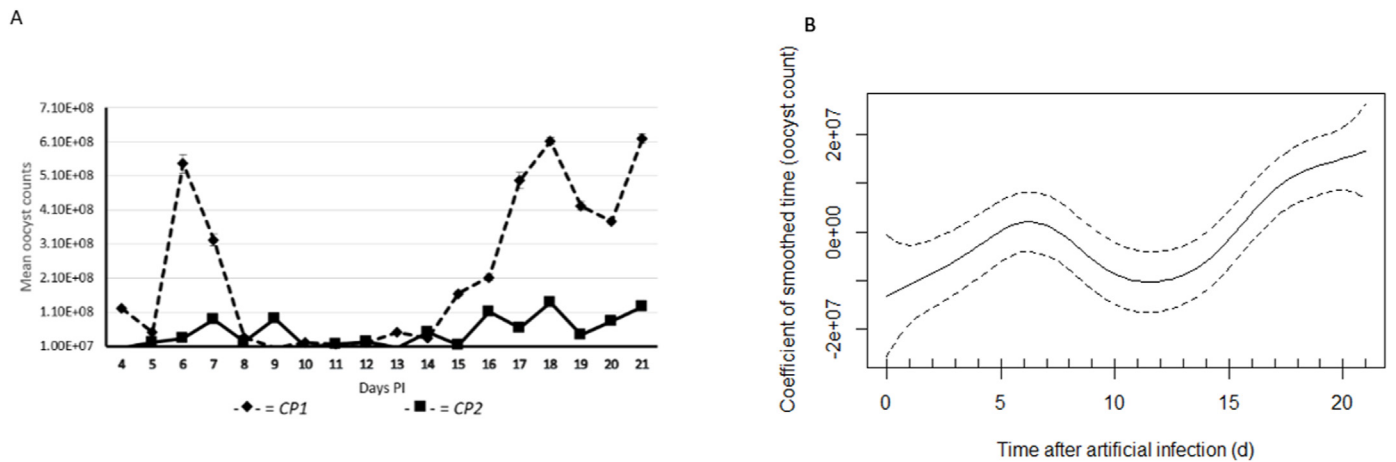 A
Mean oocyst counts
7.10E+08
6.10E+08
5.10E+08
4.10E+08
3.10E+08
2.10E+08
1.10E+08
1.00E+07
4 5 6 7 8 9 10 11 12 13 14 15 16 17 18 19 20 21
Days PI
= CP1 = CP2
B
Coefficient of smoothed time (oocyst count)
2e+07
0e+00
-2e+07
0 5 10 15 20
Time after artificial infection (d)